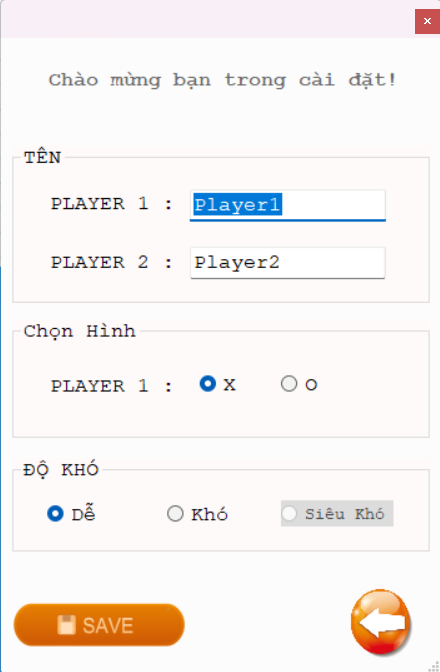 Chào mừng bạn trong cài đặt!
TÊN
PLAYER 1 : Player1
PLAYER 2 : Player2
Chọn Hình
PLAYER 1 : X O
ĐỘ KHÓ
Dễ Khó Siêu Khó
SAVE